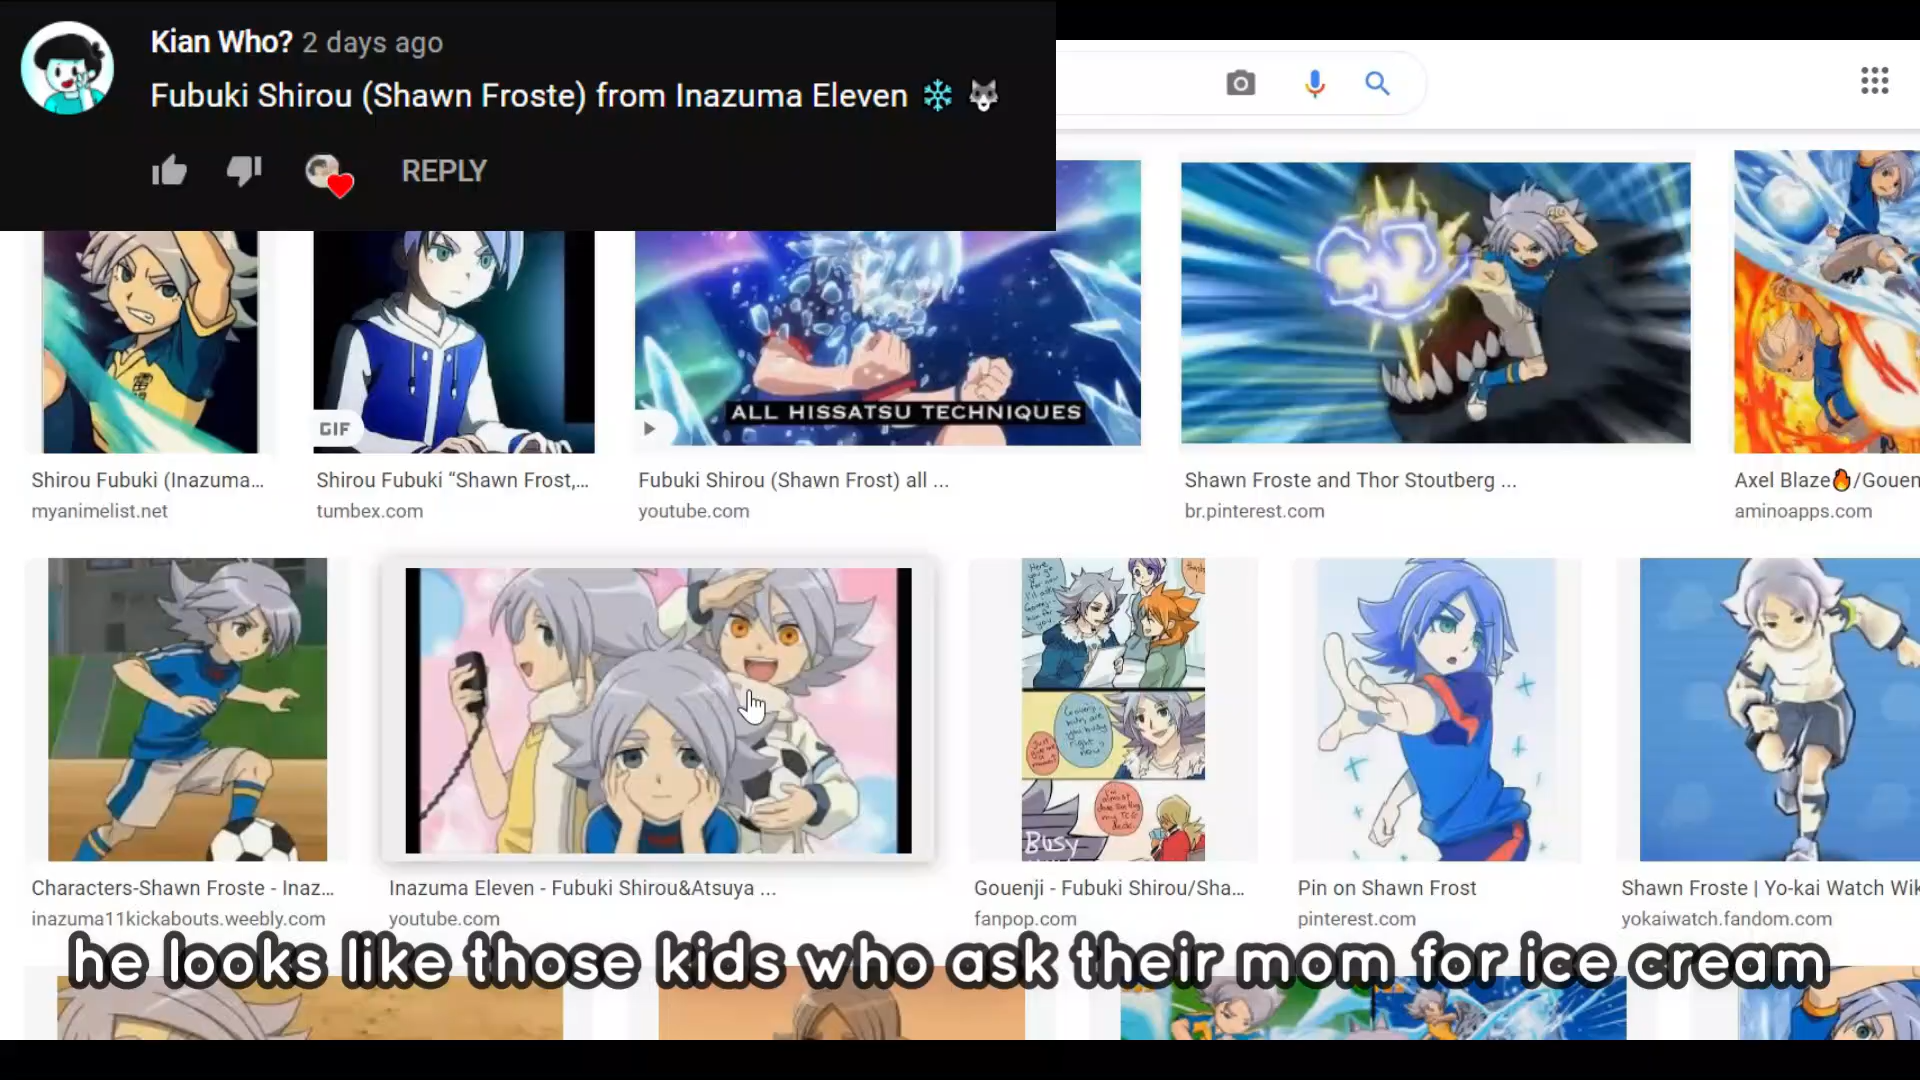 Kian Who? 2 days ago
Fubuki Shirou (Shawn Froste) from Inazuma Eleven ❄️ 🐺
REPLY
GIF
ALL HISSATSU TECHNIQUES
Shirou Fubuki (Inazuma...
myanimelist.net
Shirou Fubuki “Shawn Frost,...
tumbex.com
Fubuki Shirou (Shawn Frost) all ...
youtube.com
Shawn Froste and Thor Stoutberg ...
br.pinterest.com
Axel Blaze🔥/Gouen
aminoapps.com
Here
you go
Busy
Characters-Shawn Froste - Inaz...
inazuma11kickabouts.weebly.com
Inazuma Eleven - Fubuki Shirou&Atsuya ...
youtube.com
Gouenji - Fubuki Shirou/Sha...
fanpop.com
Pin on Shawn Frost
pinterest.com
Shawn Froste | Yo-kai Watch Wik
yokaiwatch.fandom.com
he looks like those kids who ask their mom for ice cream